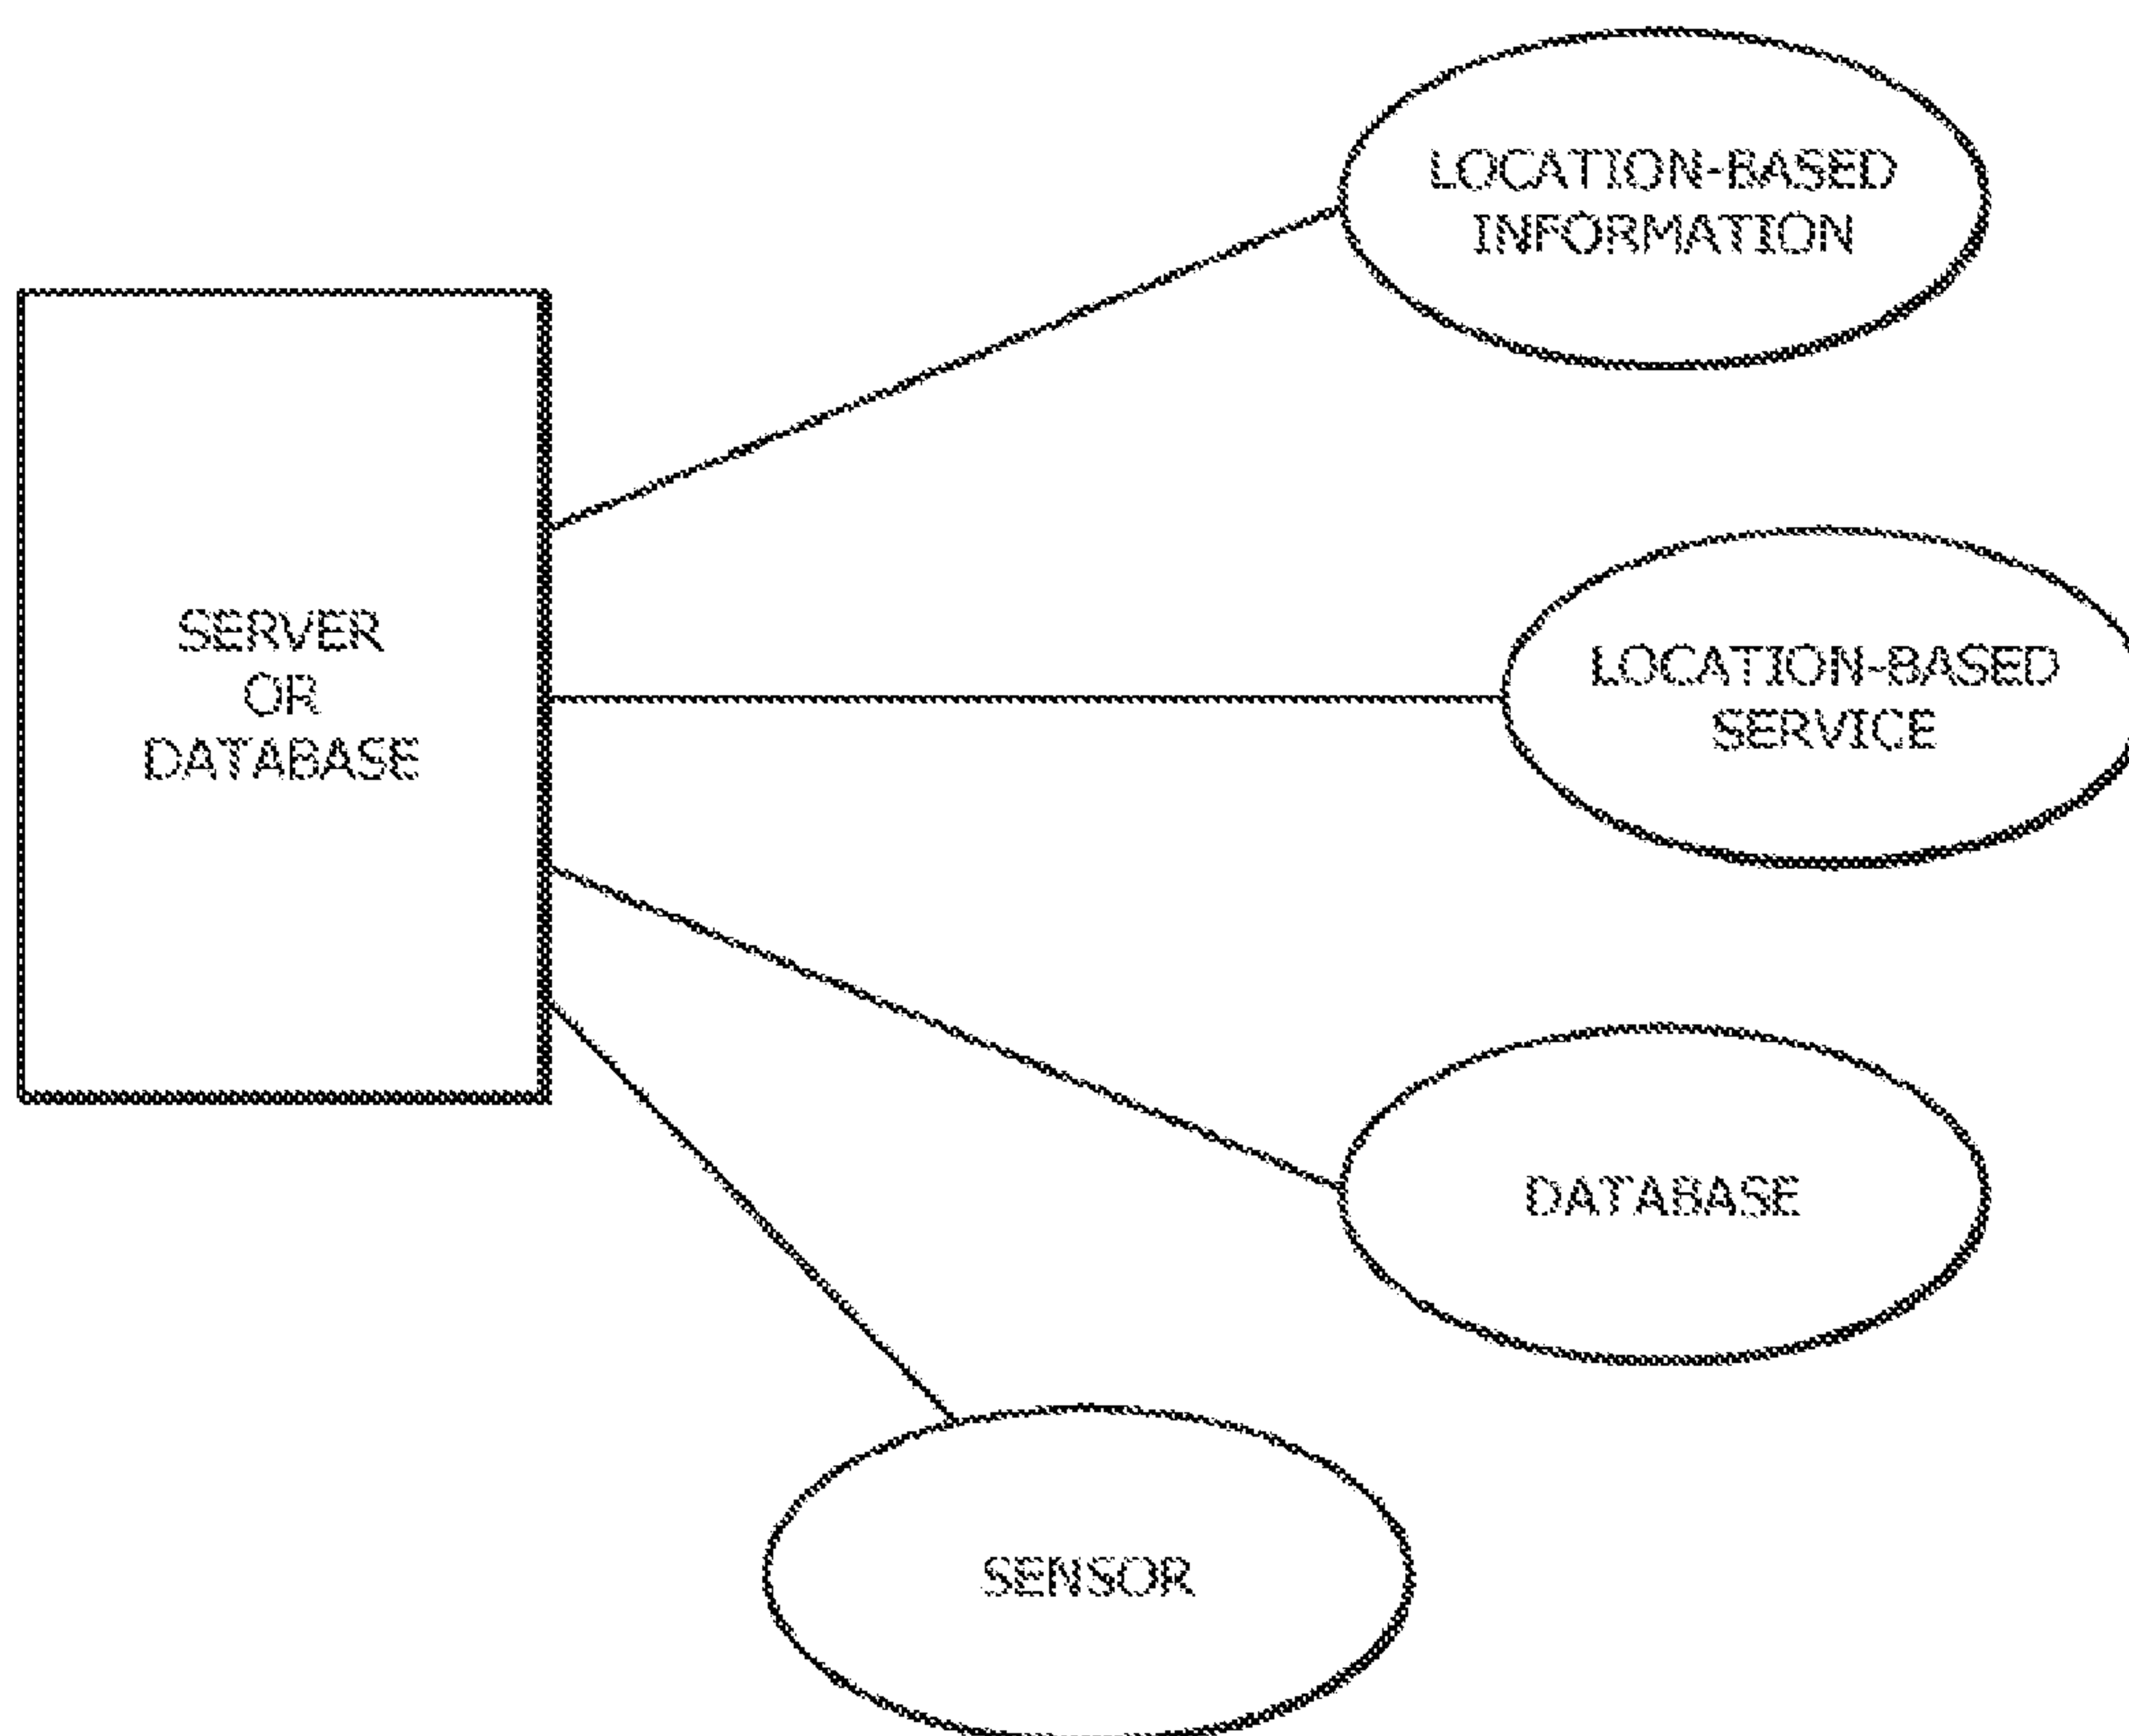 LOCATION-BASED
INFORMATION
SERVER
OR
DATABASE
LOCATION-BASED
SERVICE
DATABASE
SENSOR